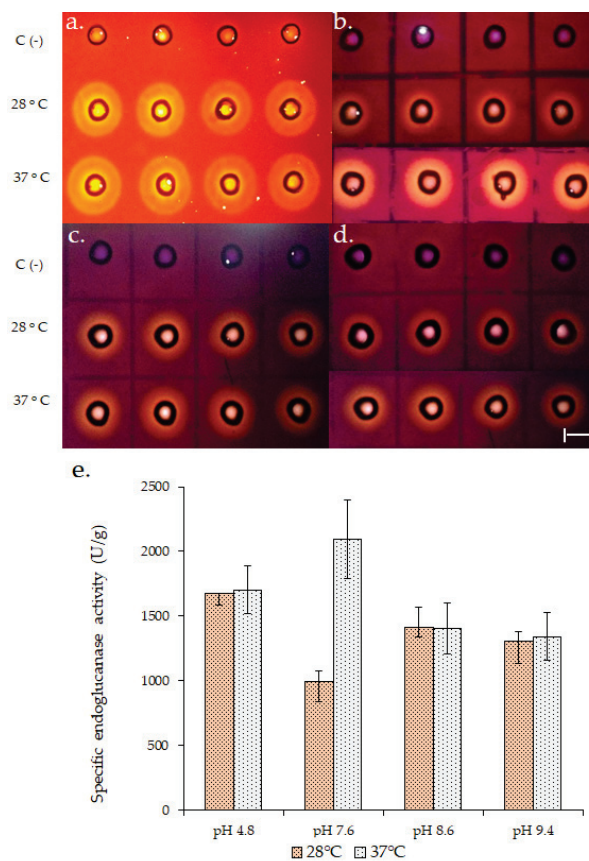 a.
b.
C (-)
28° C
37 ° C
c.
d.
C (-)
28° C
37 ° C
e.
Specific endoglucanase activity (U/g)
2500
2000
1500
1000
500
0
pH 4.8 pH 7.6 pH 8.6 pH 9.4
28°C 37°C